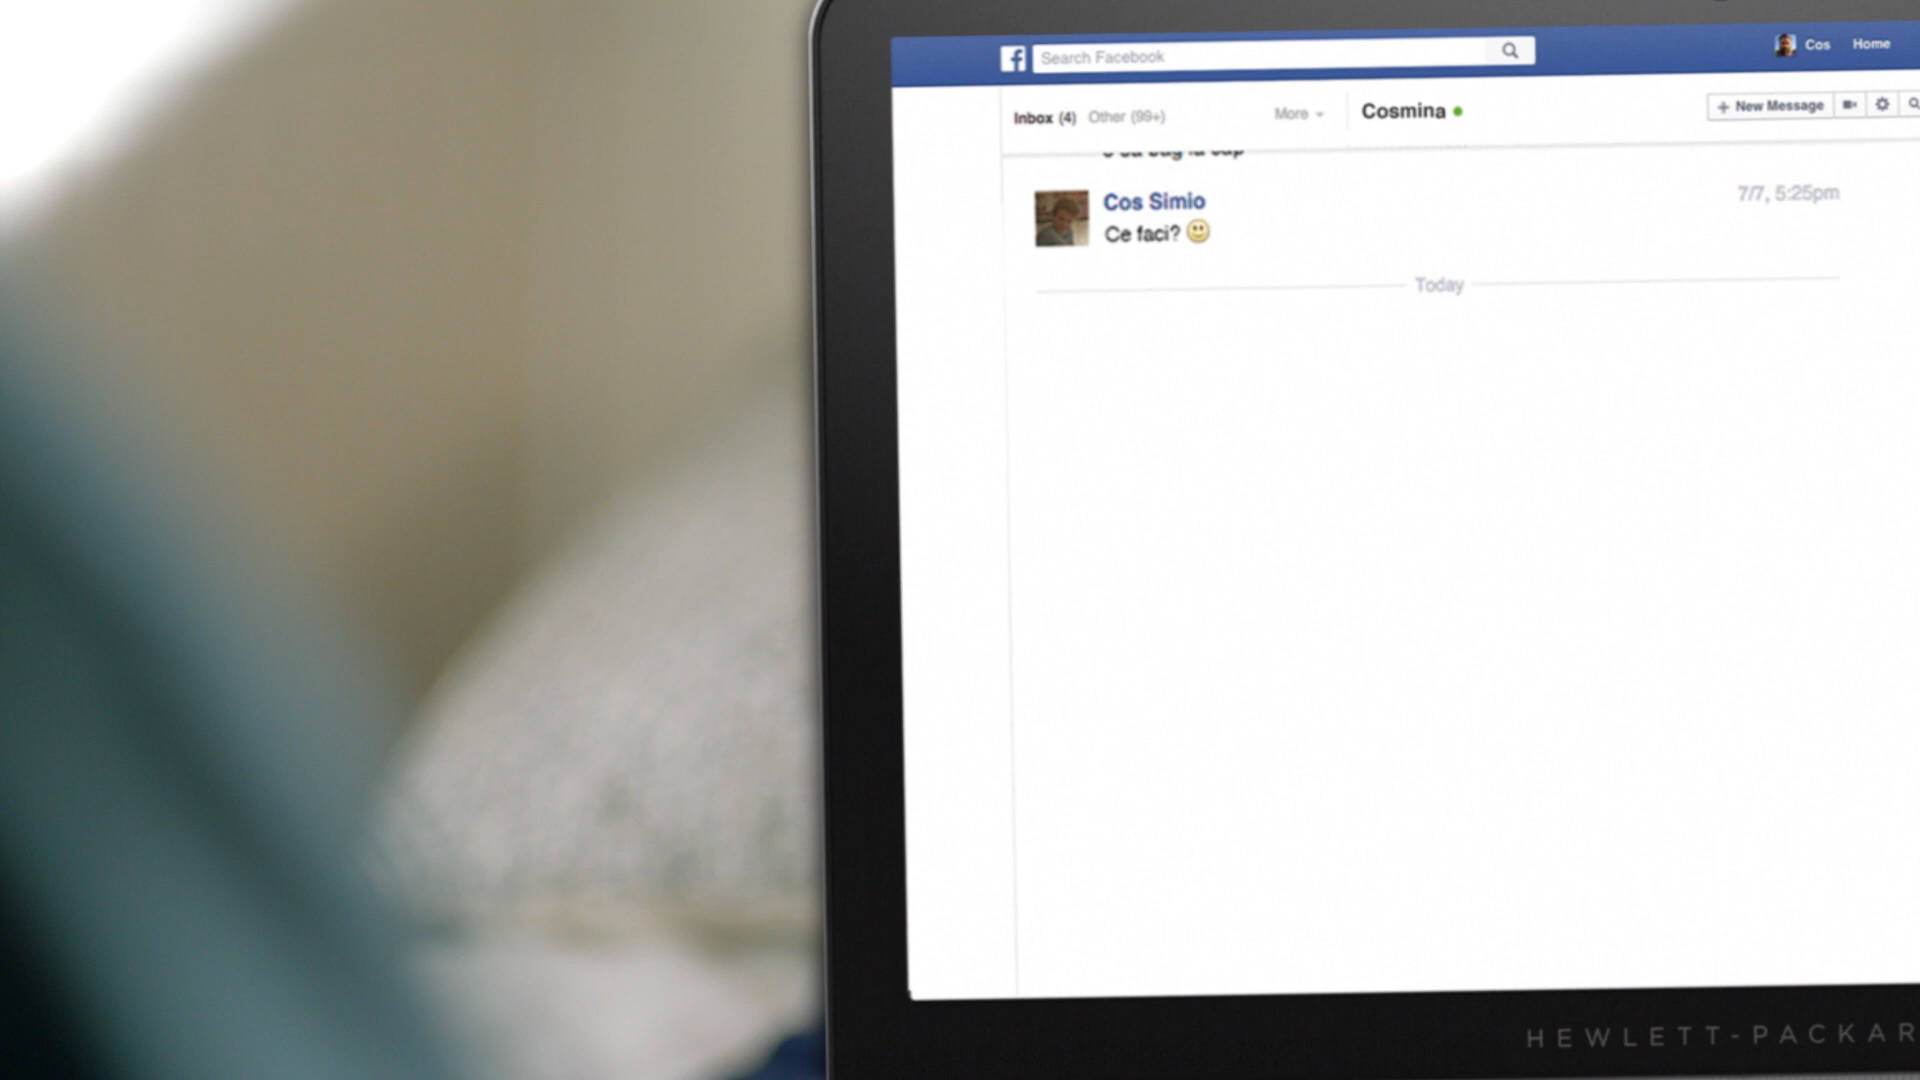 f Search Facebook
Cos Home
Inbox (4) Other (99+) More
Cosmina
+ New Message
Cos Simio 7/7, 5:25pm
Ce faci?
Today
HEWLETT-PACKAR